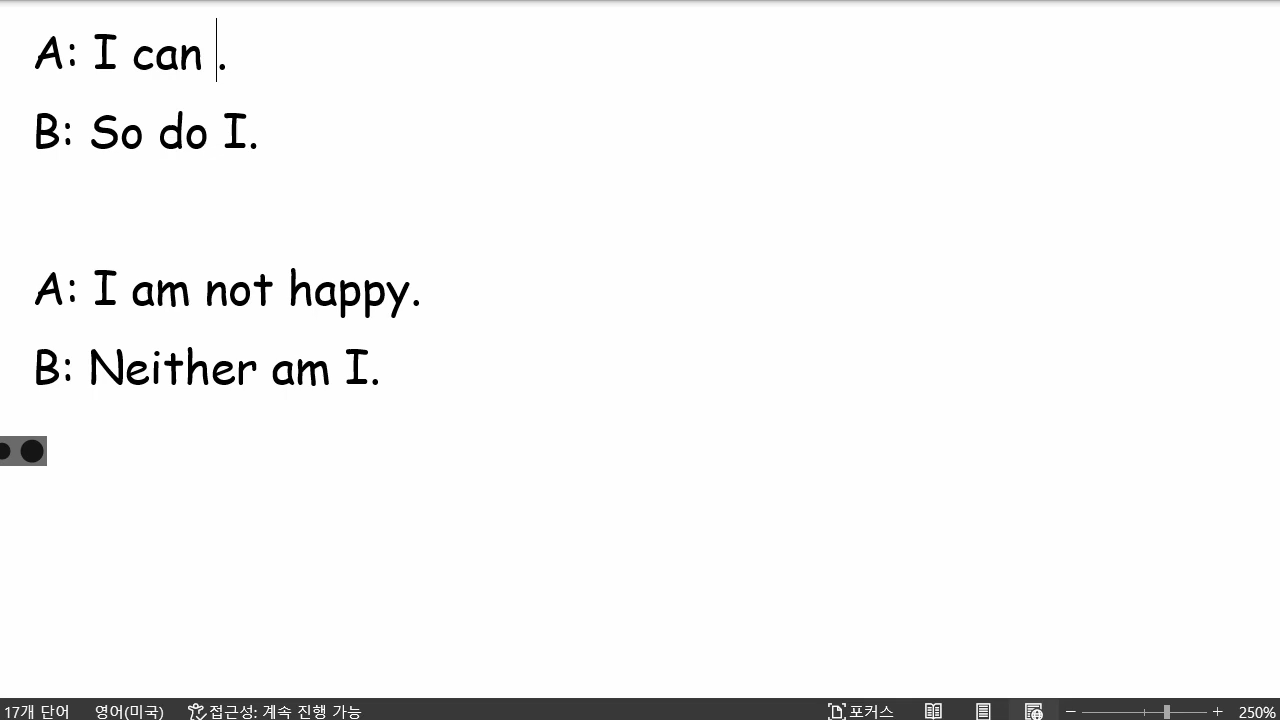 A: I can .
B: So do I.
A: I am not happy.
B: Neither am I.
17개 단어 영어(미국) 접근성: 계속 진행 가능 포커스 250%